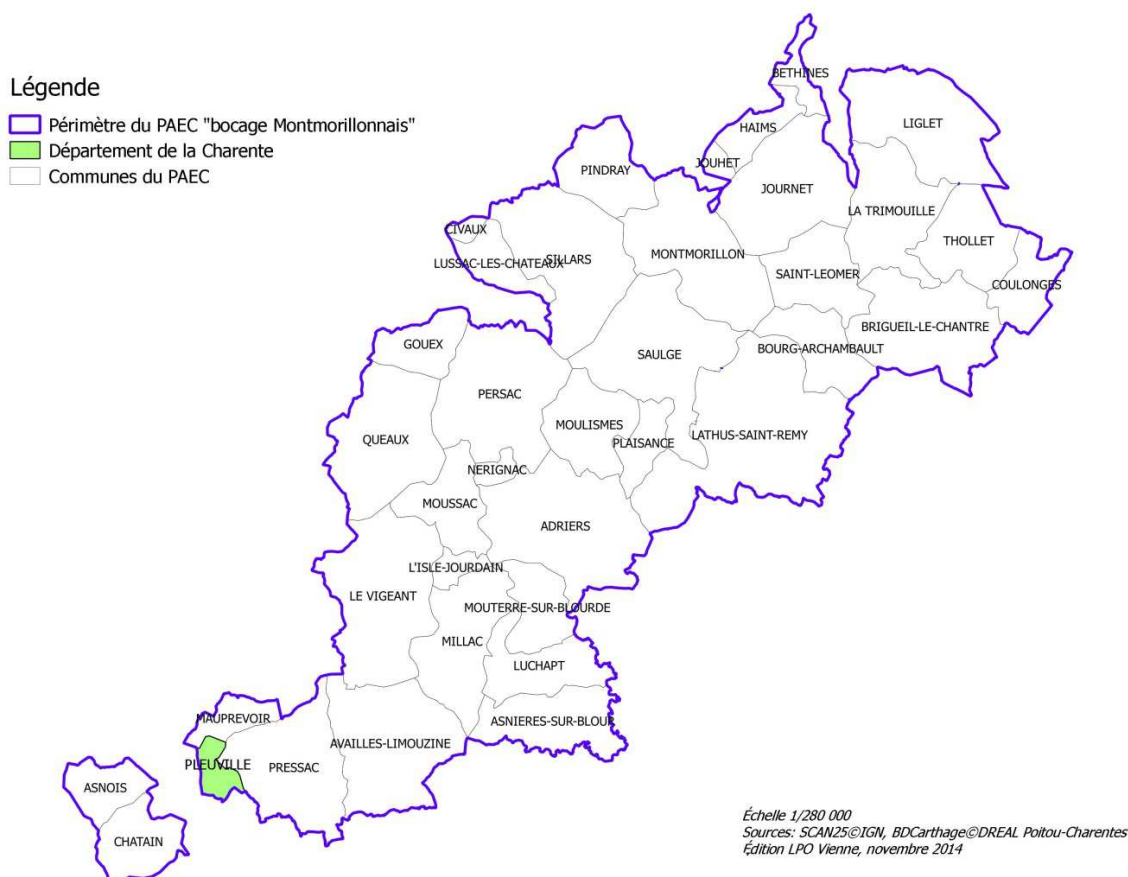 Légende
Périmètre du PAEC "bocage Montmorillonnais"
Département de la Charente
Communes du PAEC
BETHINES
LIGLET
HAIMS
JOUHET
PINDRAY
JOURNET
LA TRIMOUILLE
CIVAUX
THOLLET
LUSSAC-LES-CHATEAUX
SILLARS
MONTMORILLON
SAINT-LEOMER
COULONGES
BRIGUEIL-LE-CHANTRE
GOUEX
SAULGE
BOURG-ARCHAMBAULT
PERSAC
MOULISMES
QUEAUX
PLAISANCE
LATHUS-SAINT-REMY
NERIGNAC
MOUSSAC
ADRIERS
L'ISLE-JOURDAIN
LE VIGEANT
MOUTERRE-SUR-BLOURDE
MILLAC
LUCHAPT
MAUPREVOIR
ASNIERES-SUR-BLOUR
AVAILLES-LIMOUZINE
PLEUVILLE
PRESSAC
ASNOIS
CHATAIN
Échelle 1/280 000
Sources: SCAN25©IGN, BDCarthage©DREAL Poitou-Charentes
Édition LPO Vienne, novembre 2014